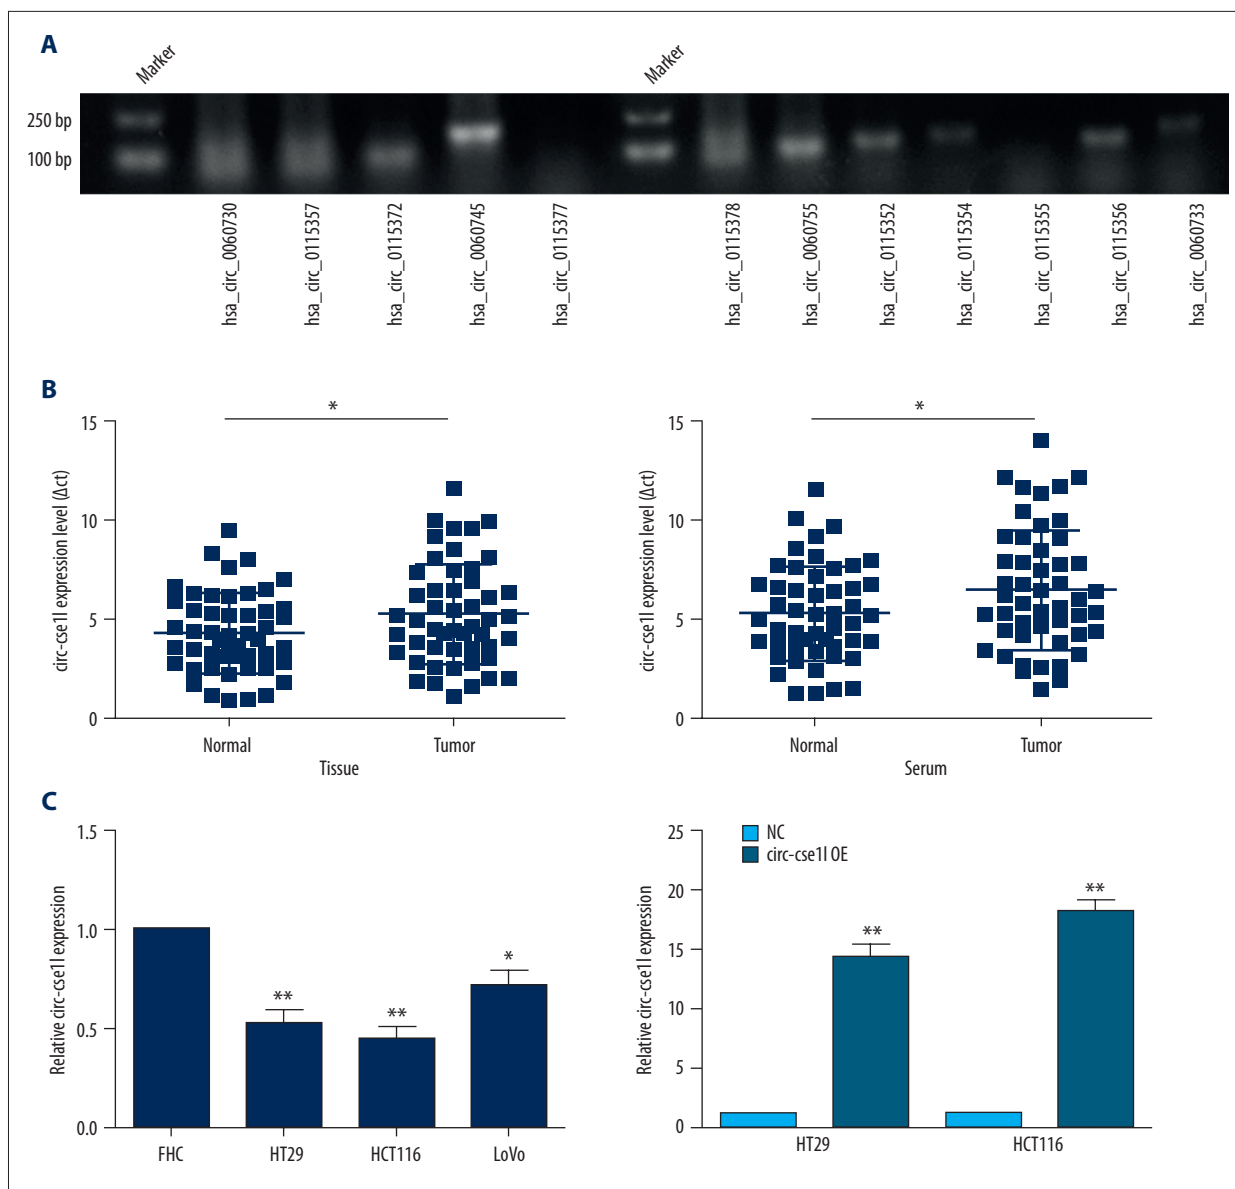 A
Marker
Marker
250 bp
100 bp
hsa_circ_0060730
hsa_circ_0115357
hsa_circ_0115372
hsa_circ_0060745
hsa_circ_0115377
hsa_circ_0115378
hsa_circ_0060755
hsa_circ_0115352
hsa_circ_0115354
hsa_circ_0115355
hsa_circ_0115356
hsa_circ_0060733
B
circ-cse1l expression level (Δct)
15
10
5
0
*
Normal
Tumor
Tissue
circ-cse1l expression level (Δct)
15
10
5
0
*
Normal
Tumor
Serum
C
Relative circ-cse1l expression
1.5
1.0
0.5
0.0
**
**
*
FHC
HT29
HCT116
LoVo
Relative circ-cse1l expression
25
20
15
10
5
0
NC
circ-cse1l OE
**
**
HT29
HCT116